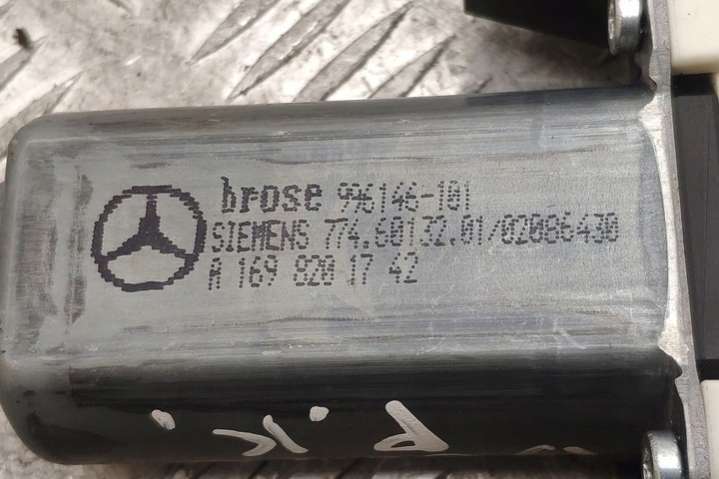 brose 996146-101
SIEMENS 774.60132.01/02086430
A 169 820 17 42